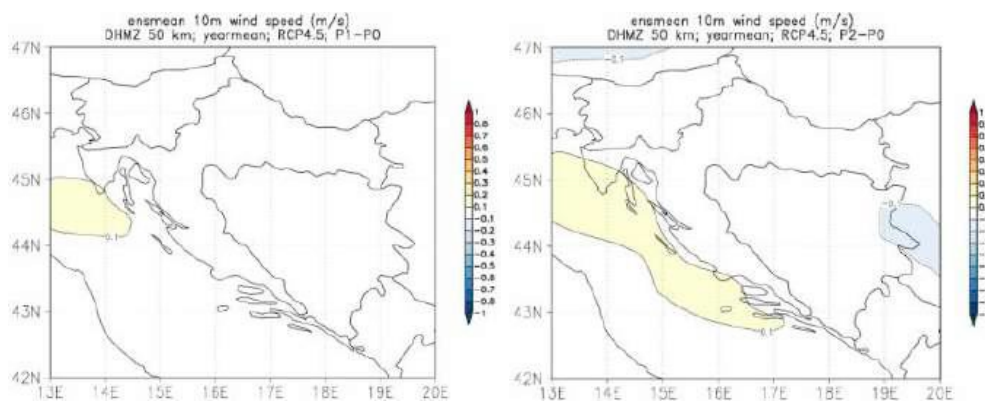 ensmean 10m wind speed (m/s)
DHMZ 50 km; yearmean; RCP4.5; P1-P0
47N
46N
45N
44N
43N
42N
13E 14E 15E 16E 17E 18E 19E 20E
0.1
1
0.8
0.7
0.6
0.5
0.4
0.3
0.2
0.1
-0.1
-0.2
-0.3
-0.4
-0.5
-0.6
-0.7
-0.8
-1
ensmean 10m wind speed (m/s)
DHMZ 50 km; yearmean; RCP4.5; P2-P0
47N
46N
45N
44N
43N
42N
13E 14E 15E 16E 17E 18E 19E 20E
-0.1
0.1
1
0.
0.
0.
0.
0.
0.
0.
0.